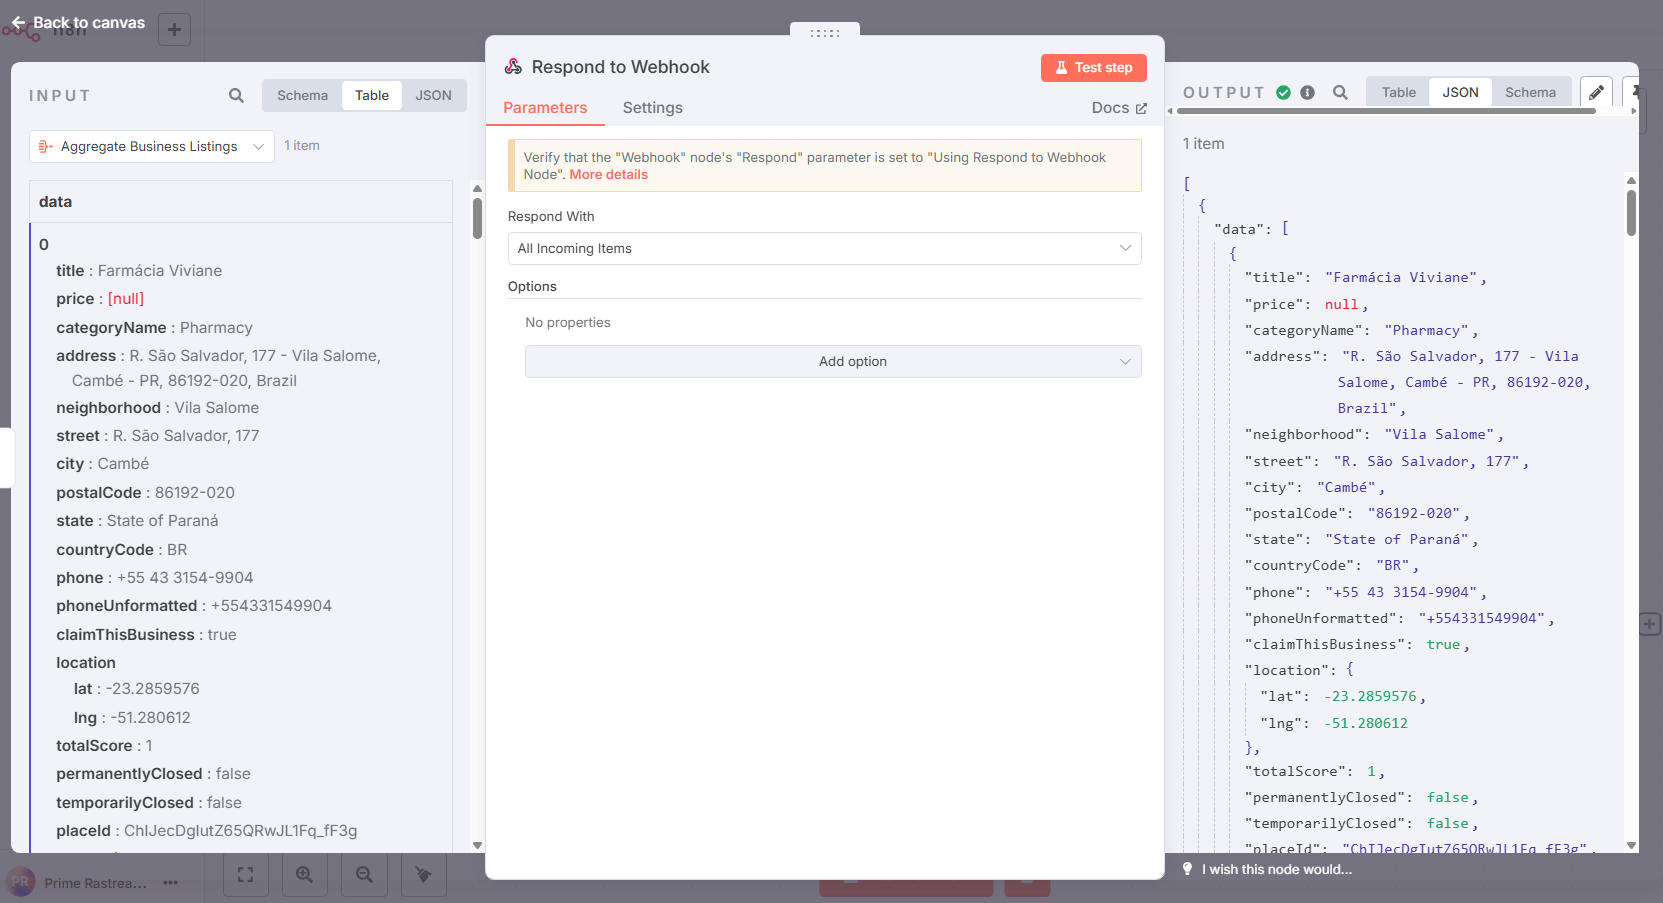 Back to canvas
n8n
INPUT
Schema
Table
JSON
Aggregate Business Listings
1 item
data
0
title : Farmácia Viviane
price : [null]
categoryName : Pharmacy
address : R. São Salvador, 177 - Vila Salome,
Cambé - PR, 86192-020, Brazil
neighborhood : Vila Salome
street : R. São Salvador, 177
city : Cambé
postalCode : 86192-020
state : State of Paraná
countryCode : BR
phone : +55 43 3154-9904
phoneUnformatted : +554331549904
claimThisBusiness : true
location
lat : -23.2859576
lng : -51.280612
totalScore : 1
permanentlyClosed : false
temporarilyClosed : false
placeId : ChIJecDgIutZ65QRwJL1Fq_fF3g
PR Prime Rastrea...
Respond to Webhook
Test step
Parameters
Settings
Docs
Verify that the "Webhook" node's "Respond" parameter is set to "Using Respond to Webhook
Node". More details
Respond With
All Incoming Items
Options
No properties
Add option
OUTPUT
Table
JSON
Schema
1 item
[
{
"data": [
{
"title": "Farmácia Viviane",
"price": null,
"categoryName": "Pharmacy",
"address": "R. São Salvador, 177 - Vila
Salome, Cambé - PR, 86192-020,
Brazil",
"neighborhood": "Vila Salome",
"street": "R. São Salvador, 177",
"city": "Cambé",
"postalCode": "86192-020",
"state": "State of Paraná",
"countryCode": "BR",
"phone": "+55 43 3154-9904",
"phoneUnformatted": "+554331549904",
"claimThisBusiness": true,
"location": {
"lat": -23.2859576,
"lng": -51.280612
},
"totalScore": 1,
"permanentlyClosed": false,
"temporarilyClosed": false,
"placeId": "ChIJecDgIutZ65QRwJL1Fq_fF3g",
I wish this node would...